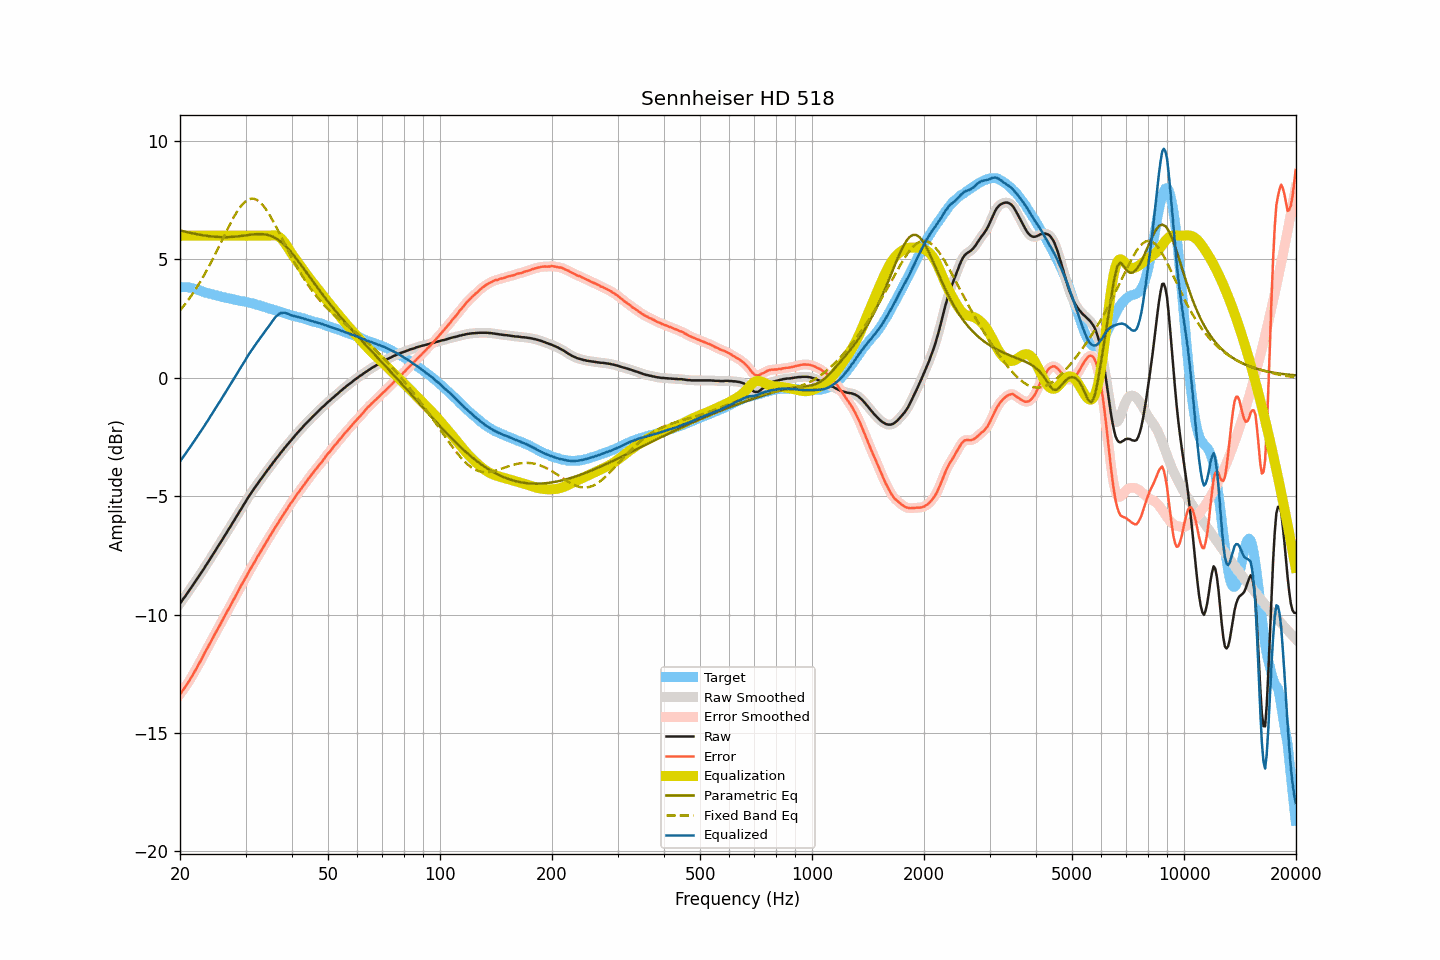 Sennheiser HD 518
10
5
0
−5
−10
−15
−20
Amplitude (dBr)
Target
Raw Smoothed
Error Smoothed
Raw
Error
Equalization
Parametric Eq
Fixed Band Eq
Equalized
20 50 100 200 500 1000 2000 5000 10000 20000
Frequency (Hz)